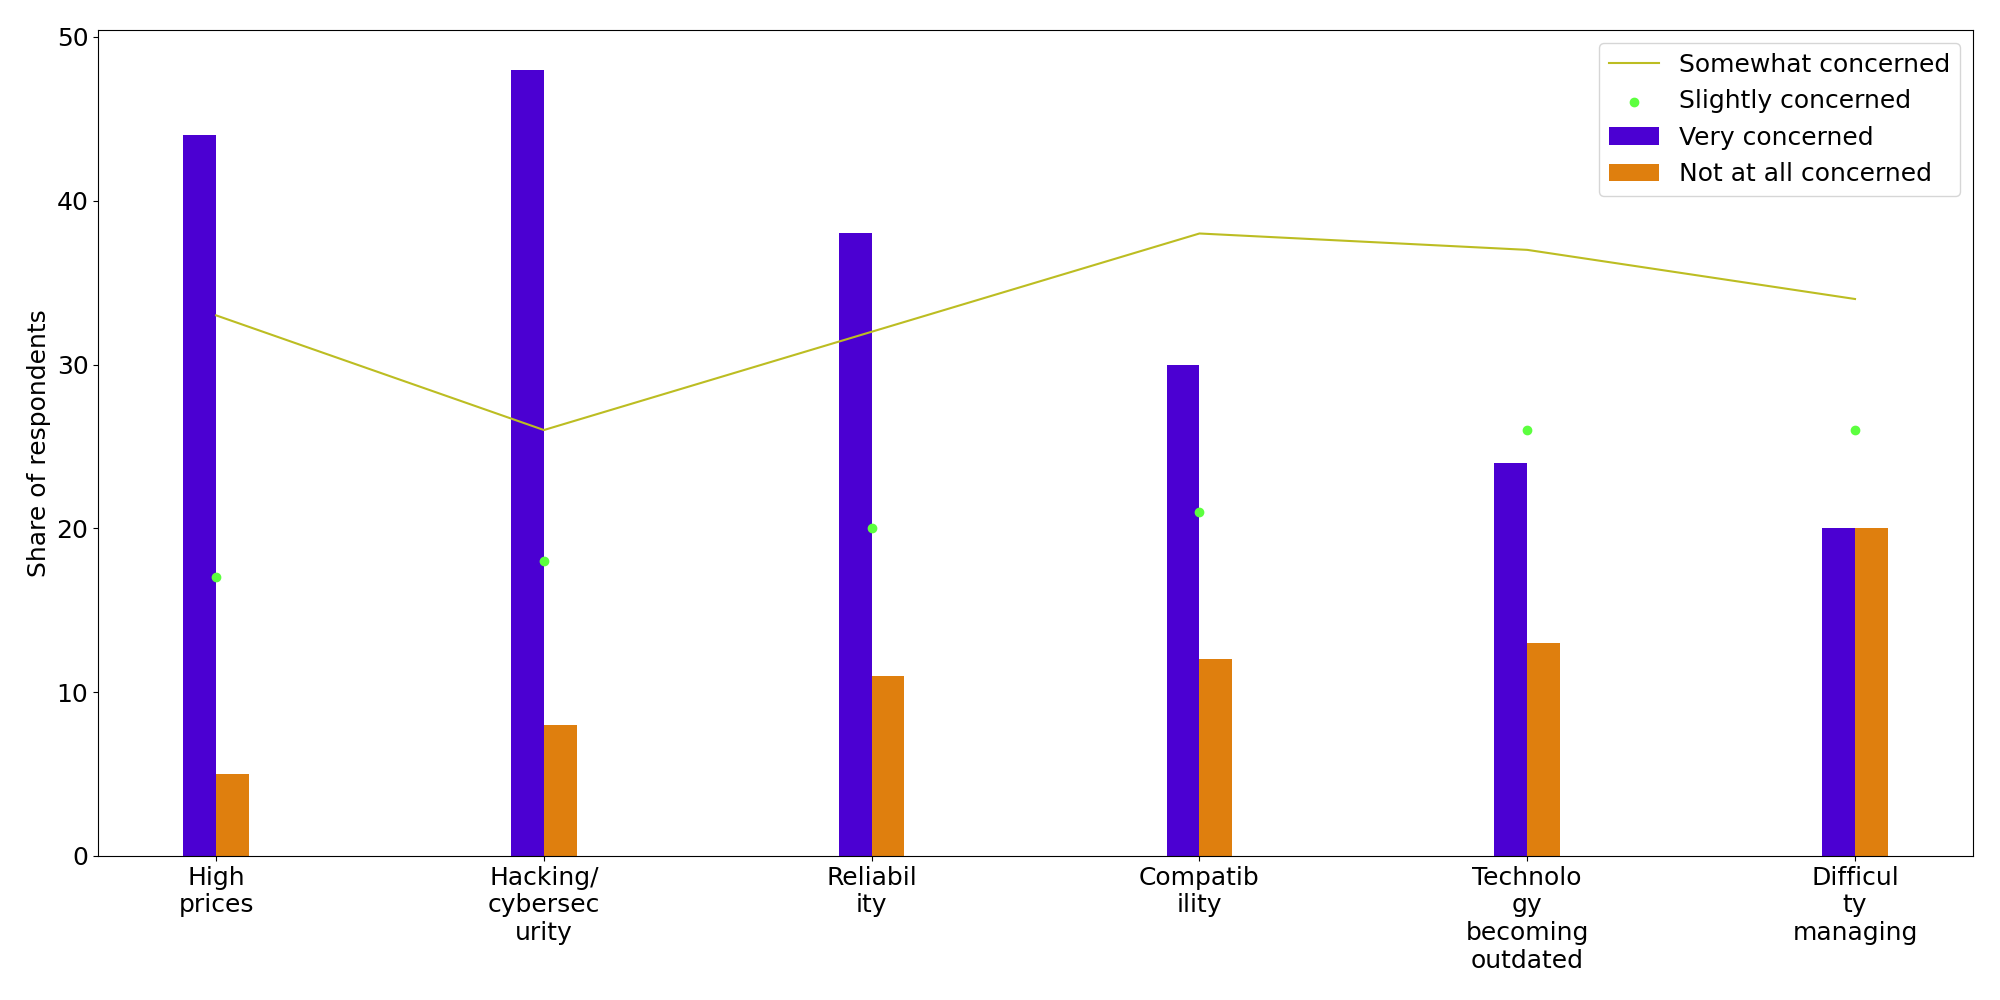 50
40
30
20
10
0
Share of respondents
Somewhat concerned
Slightly concerned
Very concerned
Not at all concerned
High
prices
Hacking/
cybersec
urity
Reliabil
ity
Compatib
ility
Technolo
gy
becoming
outdated
Difficul
ty
managing